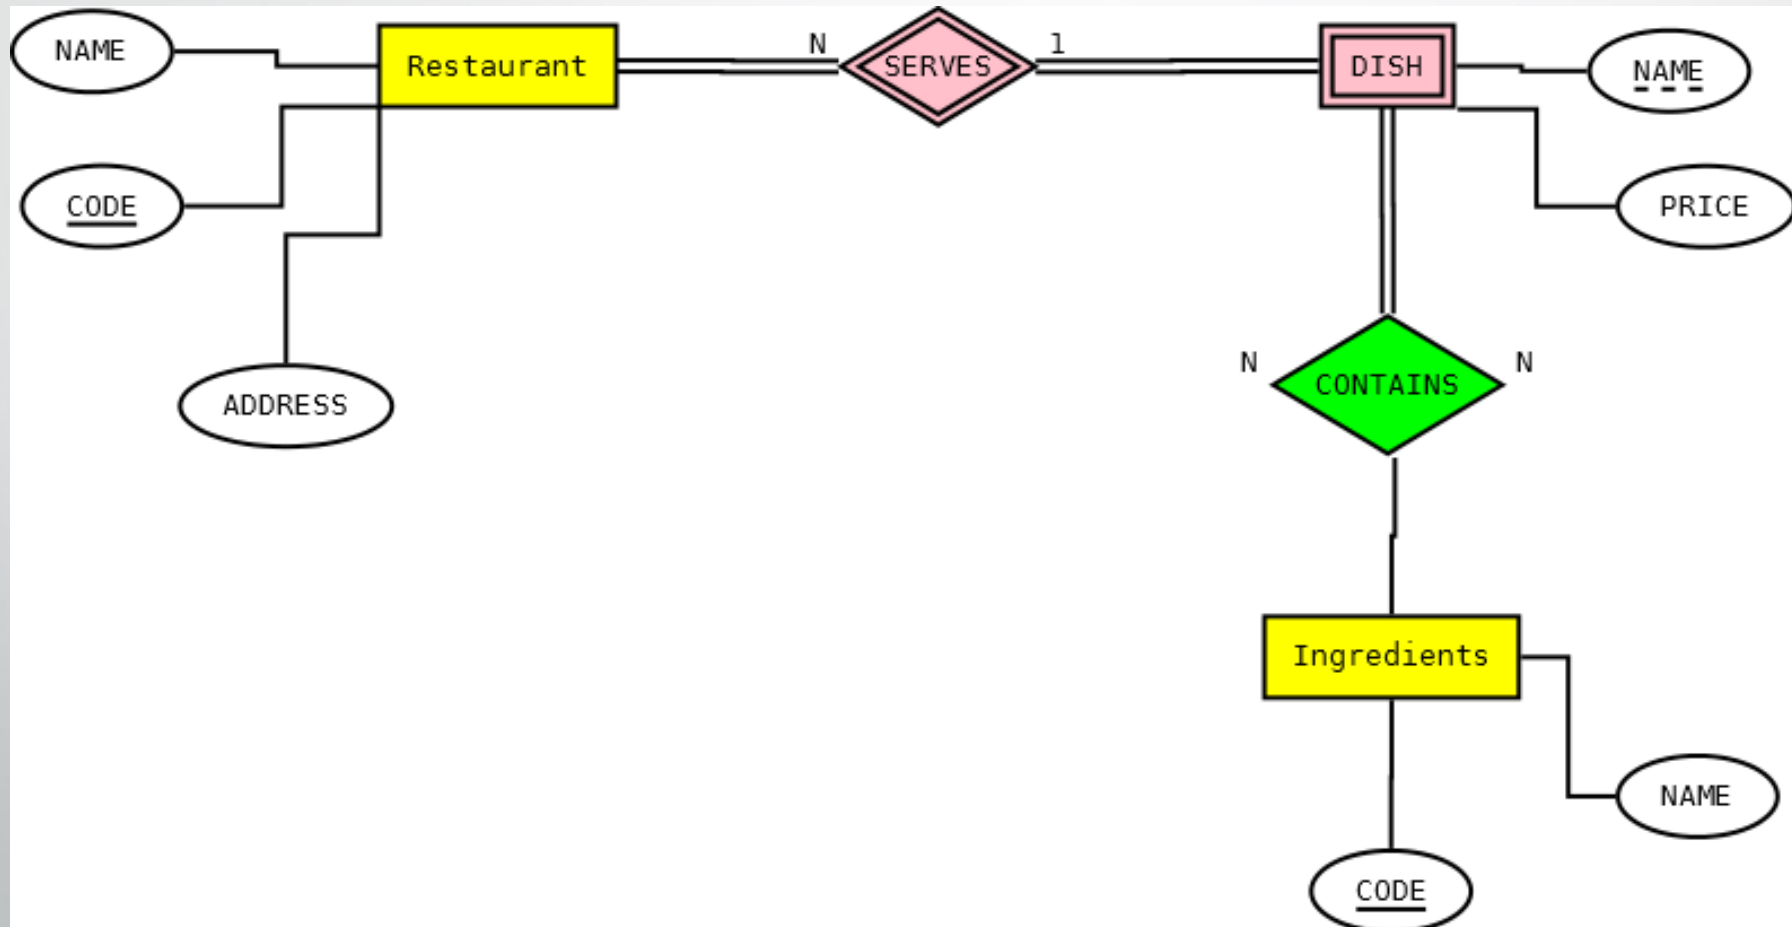 NAME
Restaurant
N
SERVES
1
DISH
NAME
CODE
PRICE
ADDRESS
N
CONTAINS
N
Ingredients
NAME
CODE